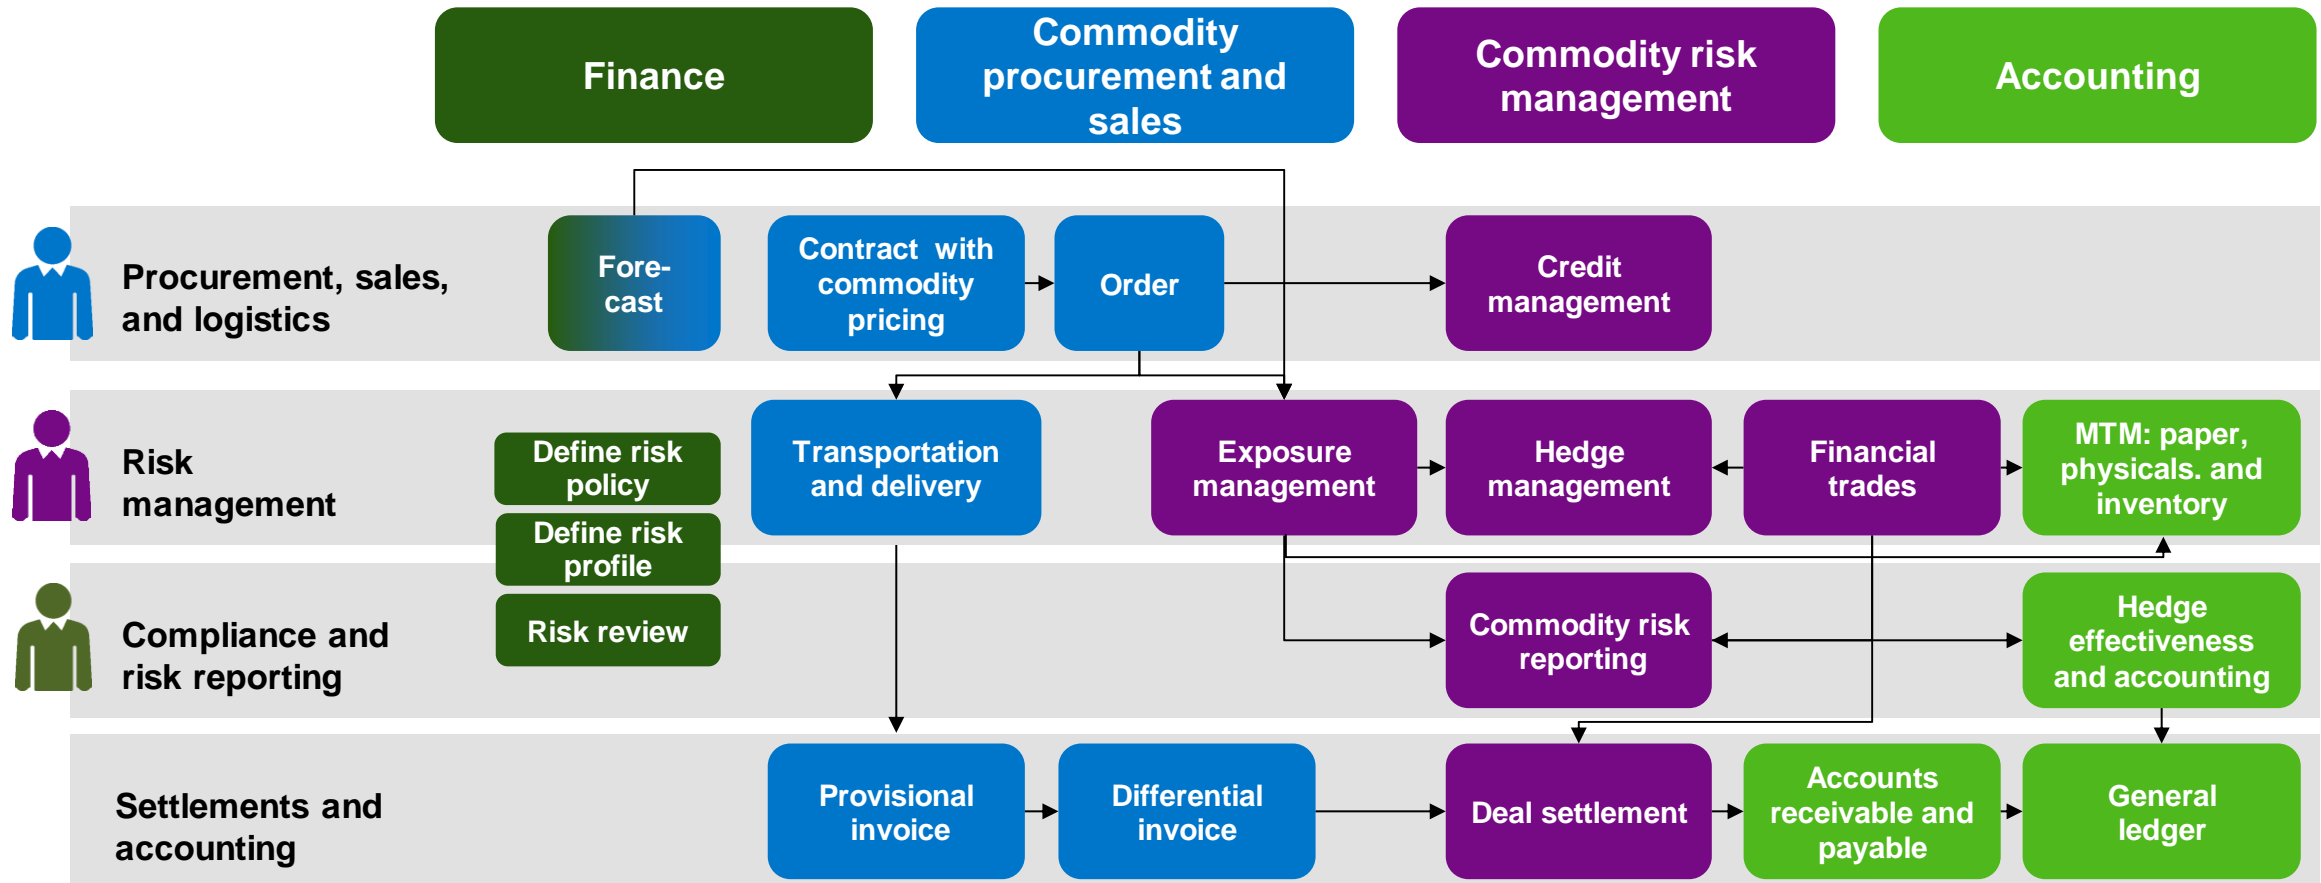 Finance
Commodity
procurement and
sales
Commodity risk
management
Accounting
Procurement, sales,
and logistics
Fore-
cast
Contract with
commodity
pricing
Order
Credit
management
Risk
management
Define risk
policy
Define risk
profile
Transportation
and delivery
Exposure
management
Hedge
management
Financial
trades
MTM: paper,
physicals. and
inventory
Compliance and
risk reporting
Risk review
Commodity risk
reporting
Hedge
effectiveness
and accounting
Settlements and
accounting
Provisional
invoice
Differential
invoice
Deal settlement
Accounts
receivable and
payable
General
ledger